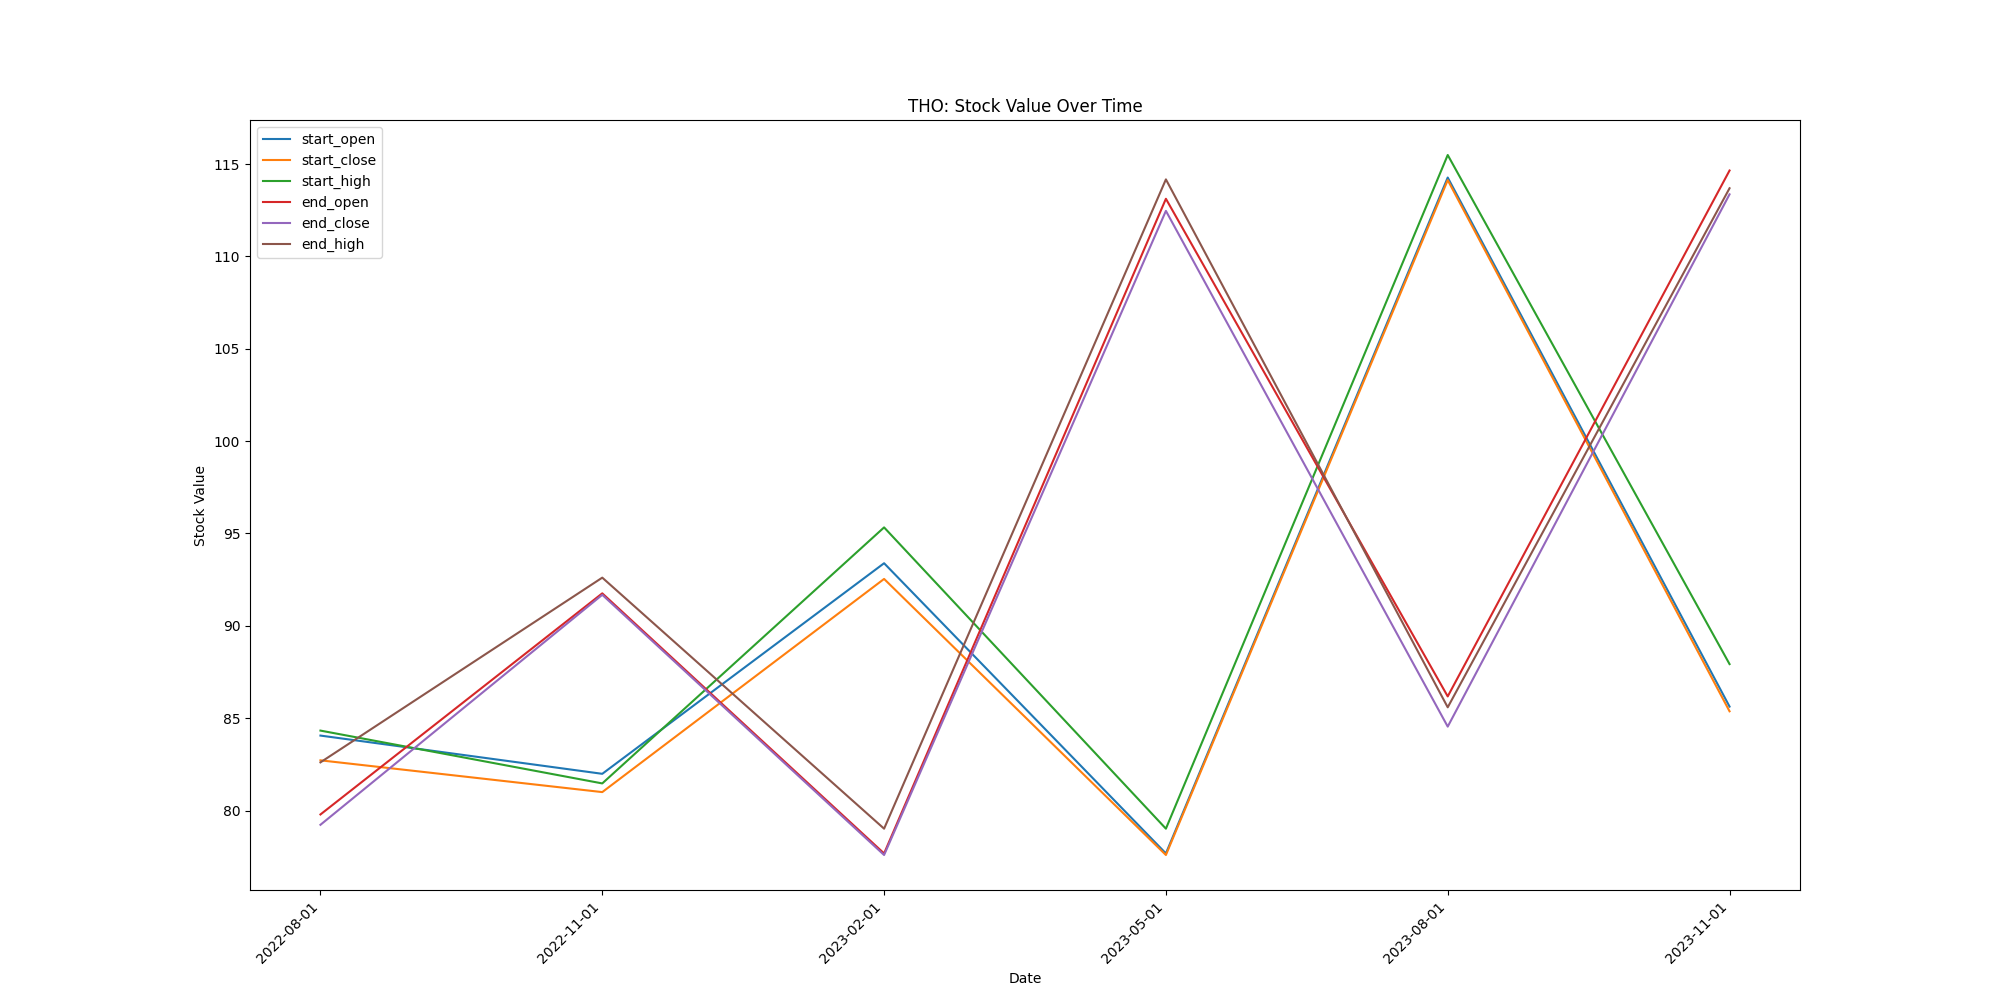 THO: Stock Value Over Time
start_open
start_close
start_high
end_open
end_close
end_high
115
110
105
100
95
90
85
80
Stock Value
2022-08-01
2022-11-01
2023-02-01
2023-05-01
2023-08-01
2023-11-01
Date